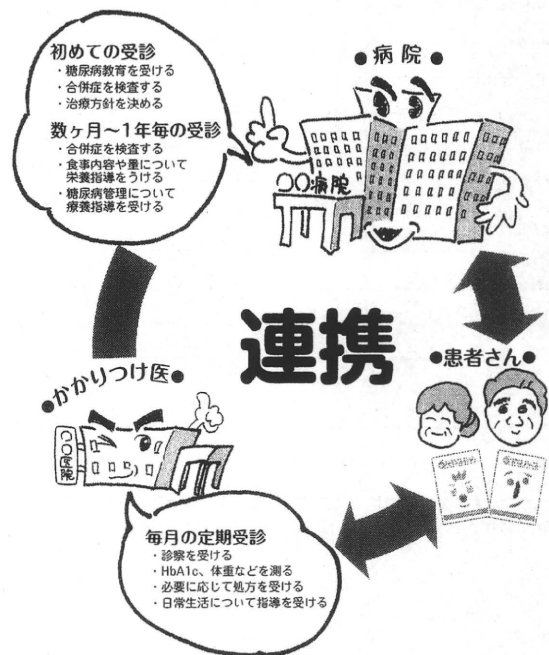 初めての受診
・糖尿病教育を受ける
・合併症を検査する
・治療方針を決める
数ヶ月～1年毎の受診
・合併症を検査する
・食事内容や量について
栄養指導をうける
・糖尿病管理について
療養指導を受ける
●病院●
〇〇病院
連携
●患者さん●
●かかりつけ医●
〇〇医院
毎月の定期受診
・診察を受ける
・HbA1c、体重などを測る
・必要に応じて処方を受ける
・日常生活について指導を受ける